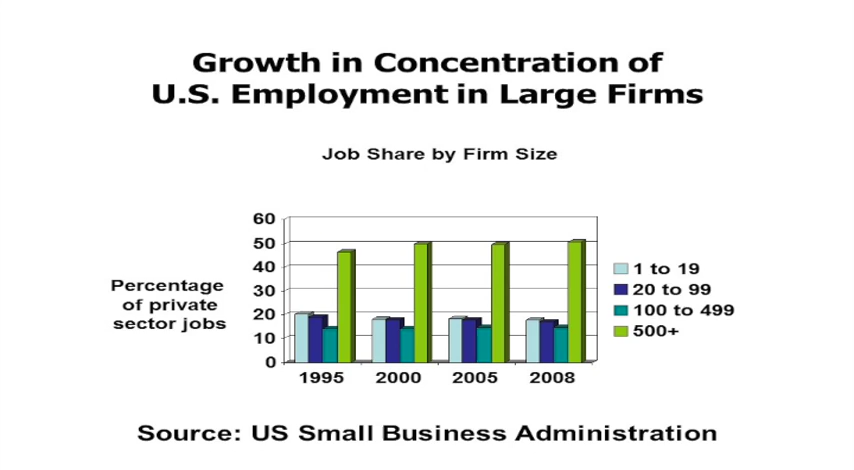 Growth in Concentration of
U.S. Employment in Large Firms
Job Share by Firm Size
Percentage
of private
sector jobs
60
50
40
30
20
10
0
1995 2000 2005 2008
1 to 19
20 to 99
100 to 499
500+
Source: US Small Business Administration